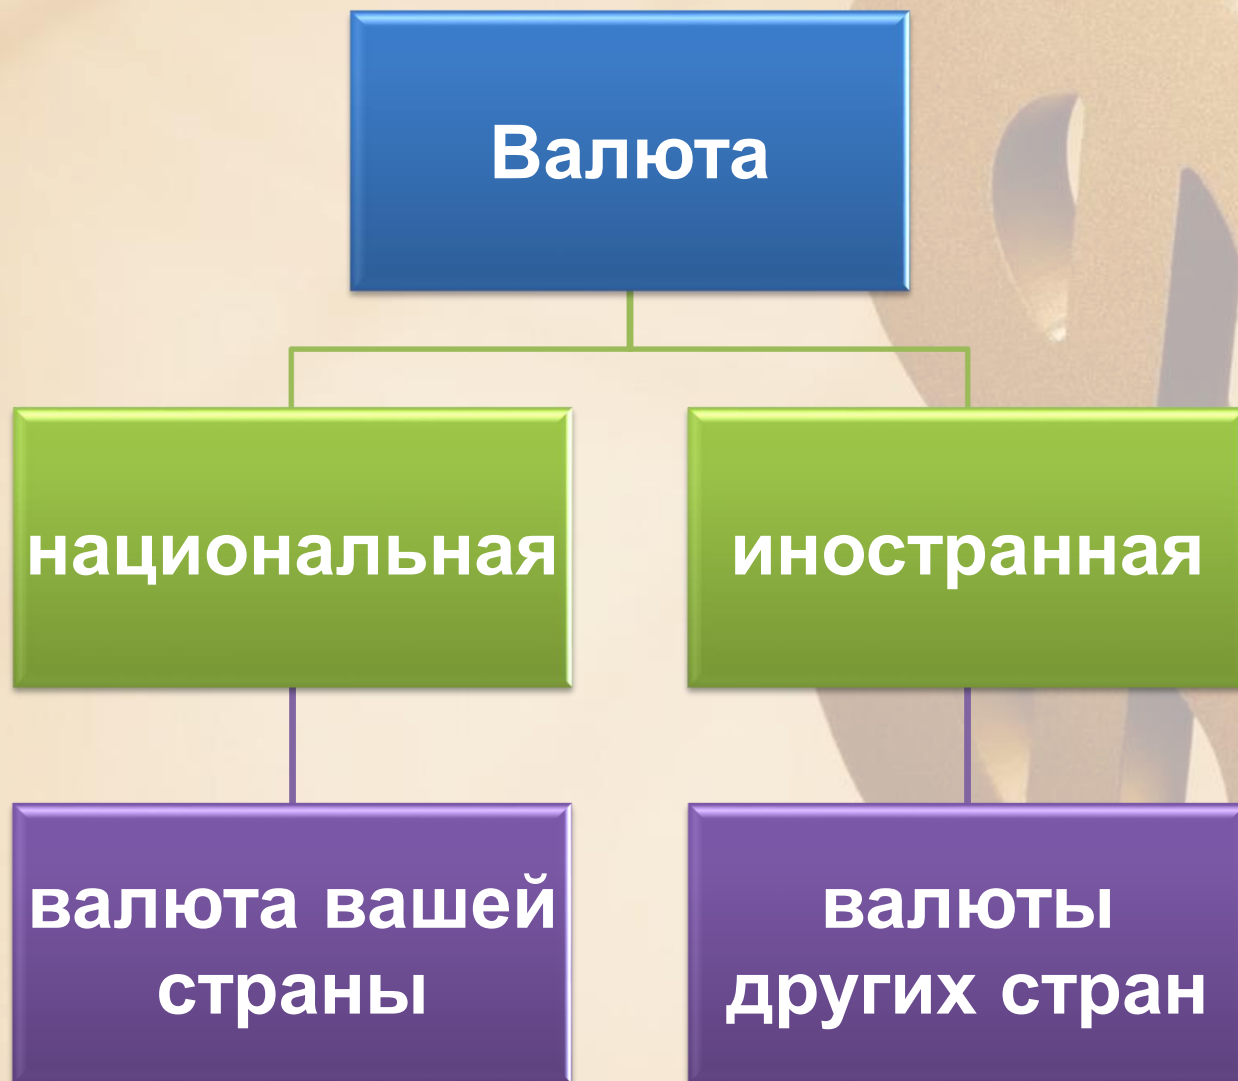 Валюта
национальная
иностранная
валюта вашей
страны
валюты
других стран